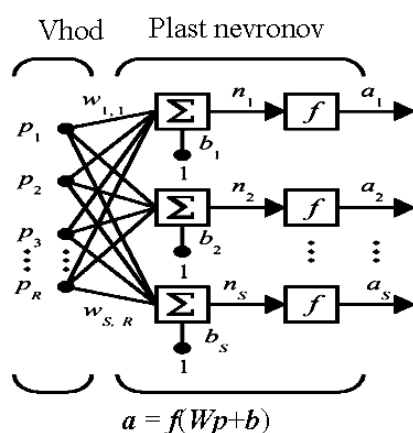 Vhod Plast nevronov
w1,1 Σ n1 f a1
p1 b1
1
p2 Σ n2 f a2
p3 b2
1
pR Σ nS f aS
wS, R bS
1
a = f(Wp+b)